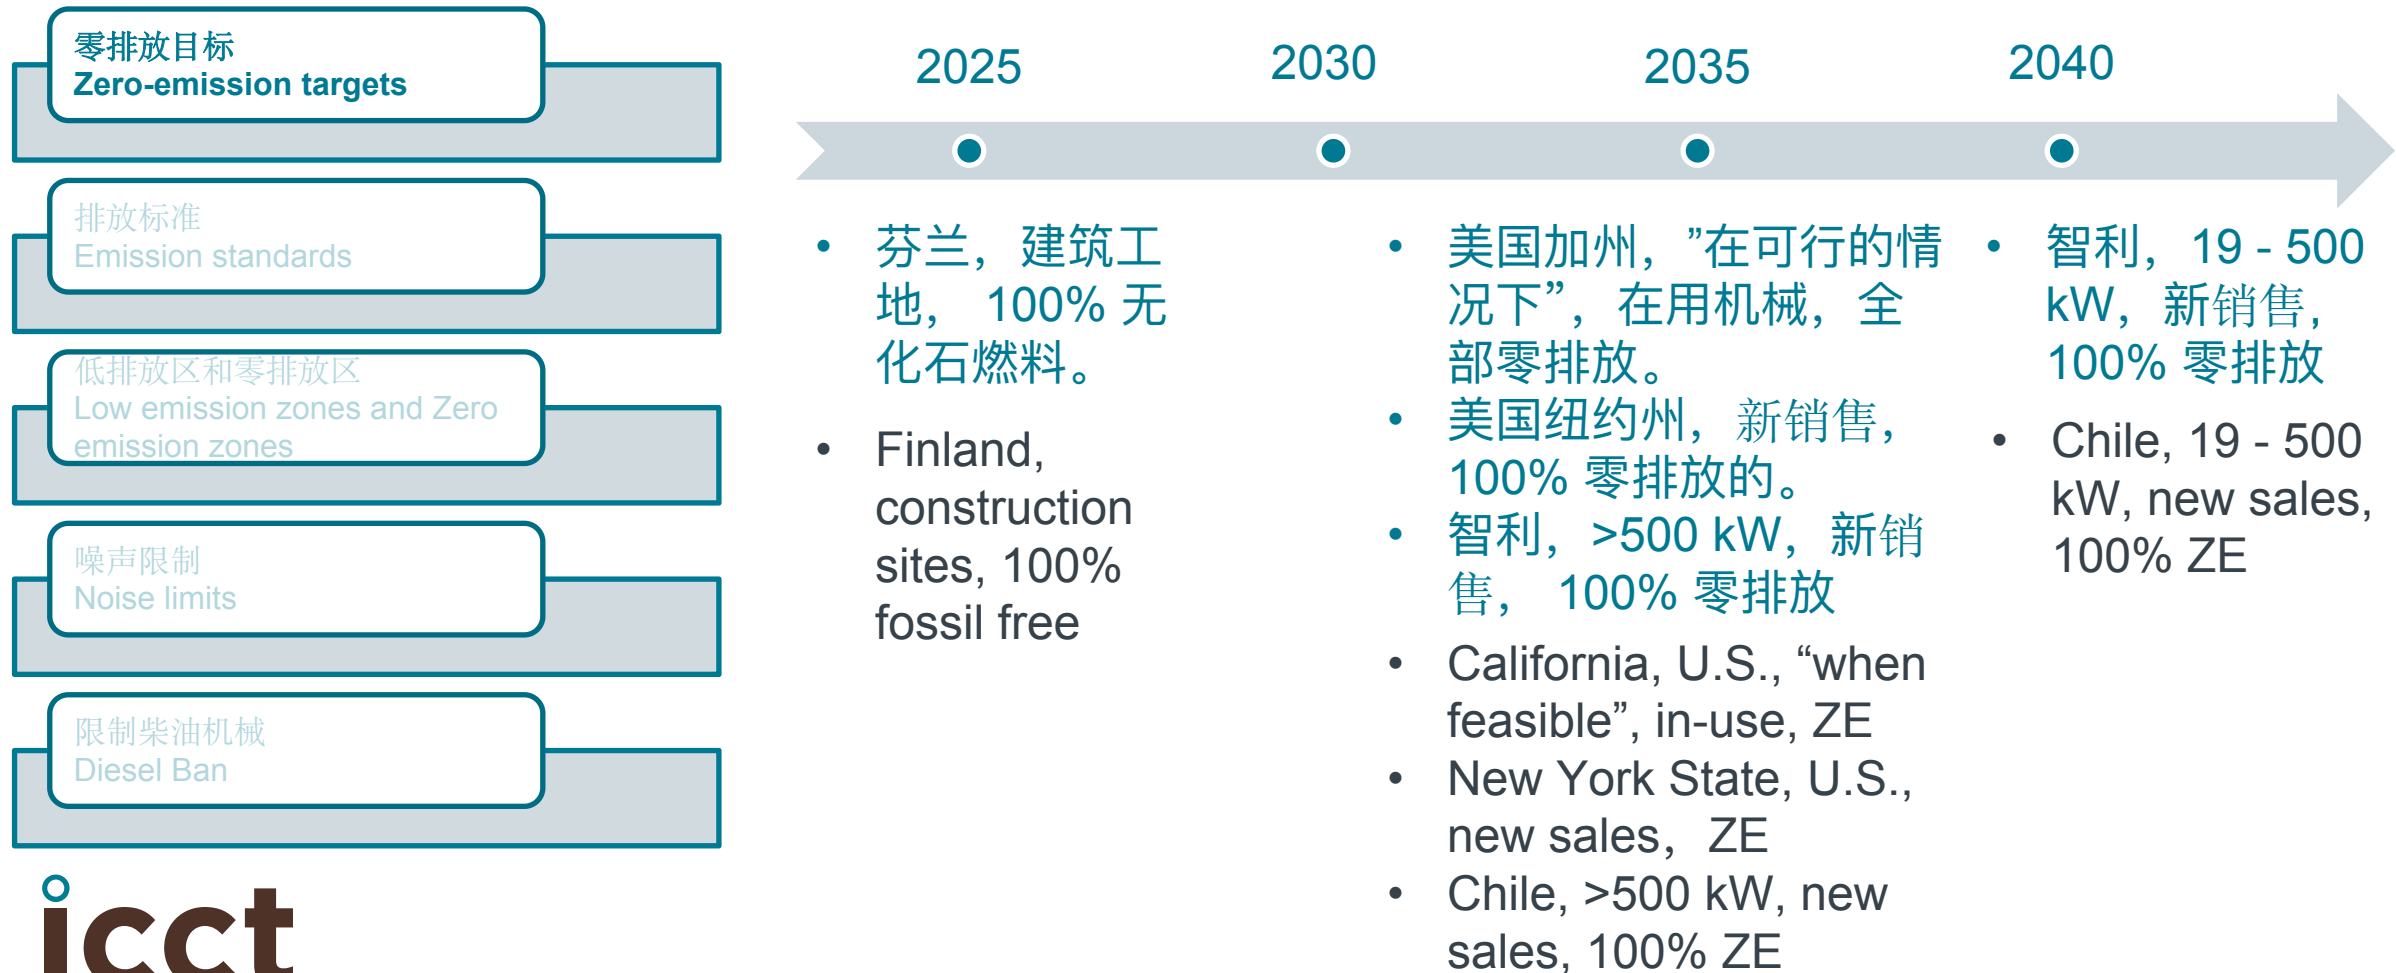 零排放目标
Zero-emission targets
排放标准
Emission standards
低排放区和零排放区
Low emission zones and Zero
emission zones
噪声限制
Noise limits
限制柴油机械
Diesel Ban
icct
2025
2030
2035
2040
• 芬兰，建筑工
地， 100% 无
化石燃料。
• Finland,
construction
sites, 100%
fossil free
• 美国加州，”在可行的情
况下”，在用机械，全
部零排放。
• 美国纽约州，新销售，
100% 零排放的。
• 智利，>500 kW，新销
售， 100% 零排放
• California, U.S., “when
feasible”, in-use, ZE
• New York State, U.S.,
new sales，ZE
• Chile, >500 kW, new
sales, 100% ZE
• 智利，19 - 500
kW，新销售，
100% 零排放
• Chile, 19 - 500
kW, new sales,
100% ZE